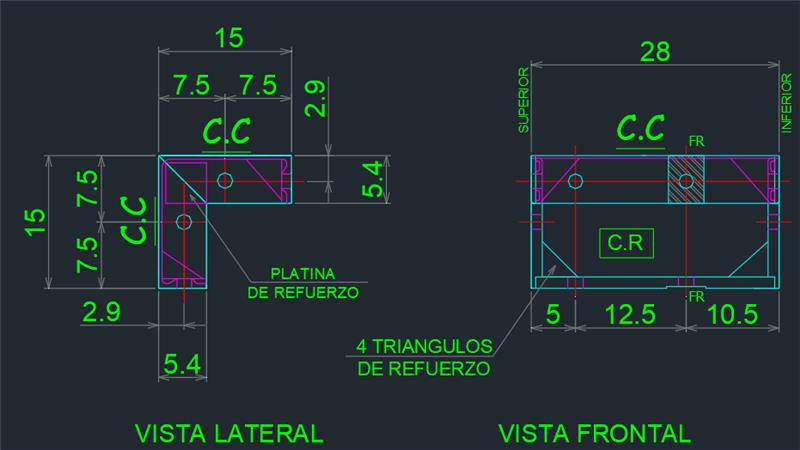 15
7.5
7.5
2.9
C.C
5.4
15
7.5
7.5
C.C
PLATINA
DE REFUERZO
2.9
5.4
VISTA LATERAL
28
SUPERIOR
INFERIOR
C.C
FR
C.R
FR
5
12.5
10.5
4 TRIANGULOS
DE REFUERZO
VISTA FRONTAL